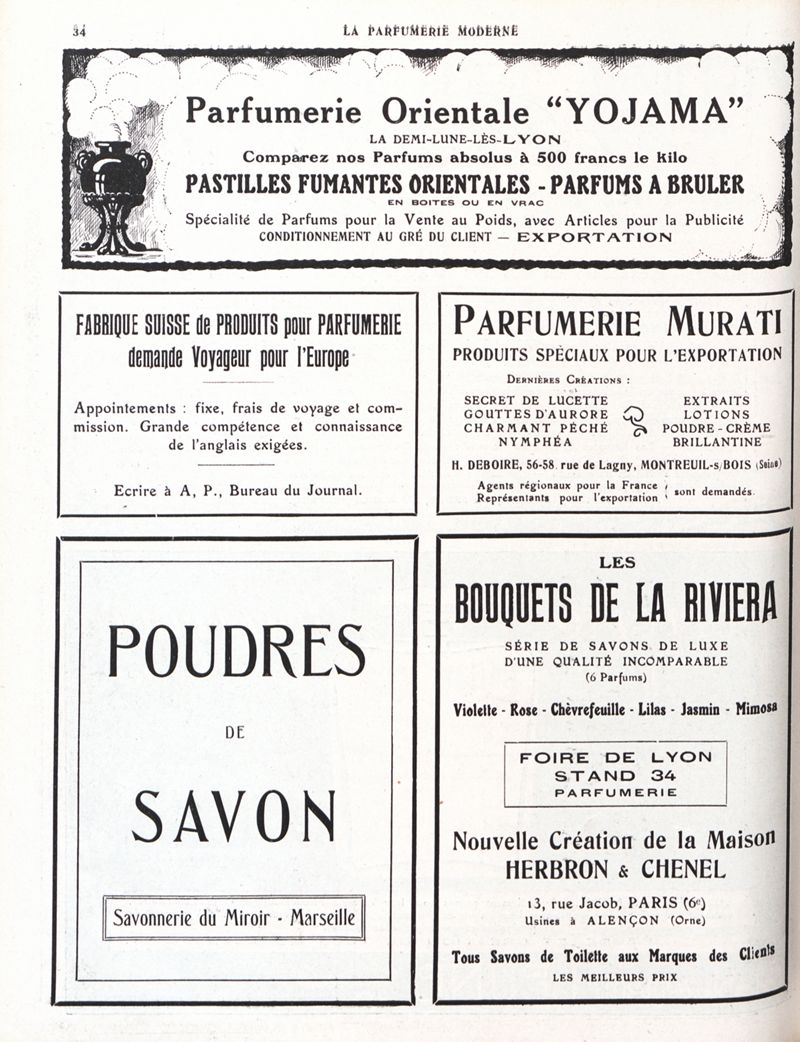 34
LA PARFUMERIE MODERNE
Parfumerie Orientale “YOJAMA”
LA DEMI-LUNE-LÈS-LYON
Comparez nos Parfums absolus à 500 francs le kilo
PASTILLES FUMANTES ORIENTALES - PARFUMS A BRULER
EN BOITES OU EN VRAC
Spécialité de Parfums pour la Vente au Poids, avec Articles pour la Publicité
CONDITIONNEMENT AU GRÉ DU CLIENT — EXPORTATION
FABRIQUE SUISSE de PRODUITS pour PARFUMERIE
demande Voyageur pour l'Europe
Appointements : fixe, frais de voyage et com-
mission. Grande compétence et connaissance
de l'anglais exigées.
Ecrire à A, P., Bureau du Journal.
PARFUMERIE MURATI
PRODUITS SPÉCIAUX POUR L'EXPORTATION
DERNIÈRES CRÉATIONS :
SECRET DE LUCETTE
GOUTTES D'AURORE
CHARMANT PÉCHÉ
NYMPHÉA
EXTRAITS
LOTIONS
POUDRE - CRÈME
BRILLANTINE
H. DEBOIRE, 56-58, rue de Lagny, MONTREUIL-s/BOIS (Seine)
Agents régionaux pour la France
Représentants pour l'exportation
sont demandés.
POUDRES
DE
SAVON
Savonnerie du Miroir - Marseille
LES
BOUQUETS DE LA RIVIERA
SÉRIE DE SAVONS DE LUXE
D'UNE QUALITÉ INCOMPARABLE
(6 Parfums)
Violette - Rose - Chèvrefeuille - Lilas - Jasmin - Mimosa
FOIRE DE LYON
STAND 34
PARFUMERIE
Nouvelle Création de la Maison
HERBRON & CHENEL
13, rue Jacob, PARIS (6e)
Usines à ALENÇON (Orne)
Tous Savons de Toilette aux Marques des Clients
LES MEILLEURS PRIX